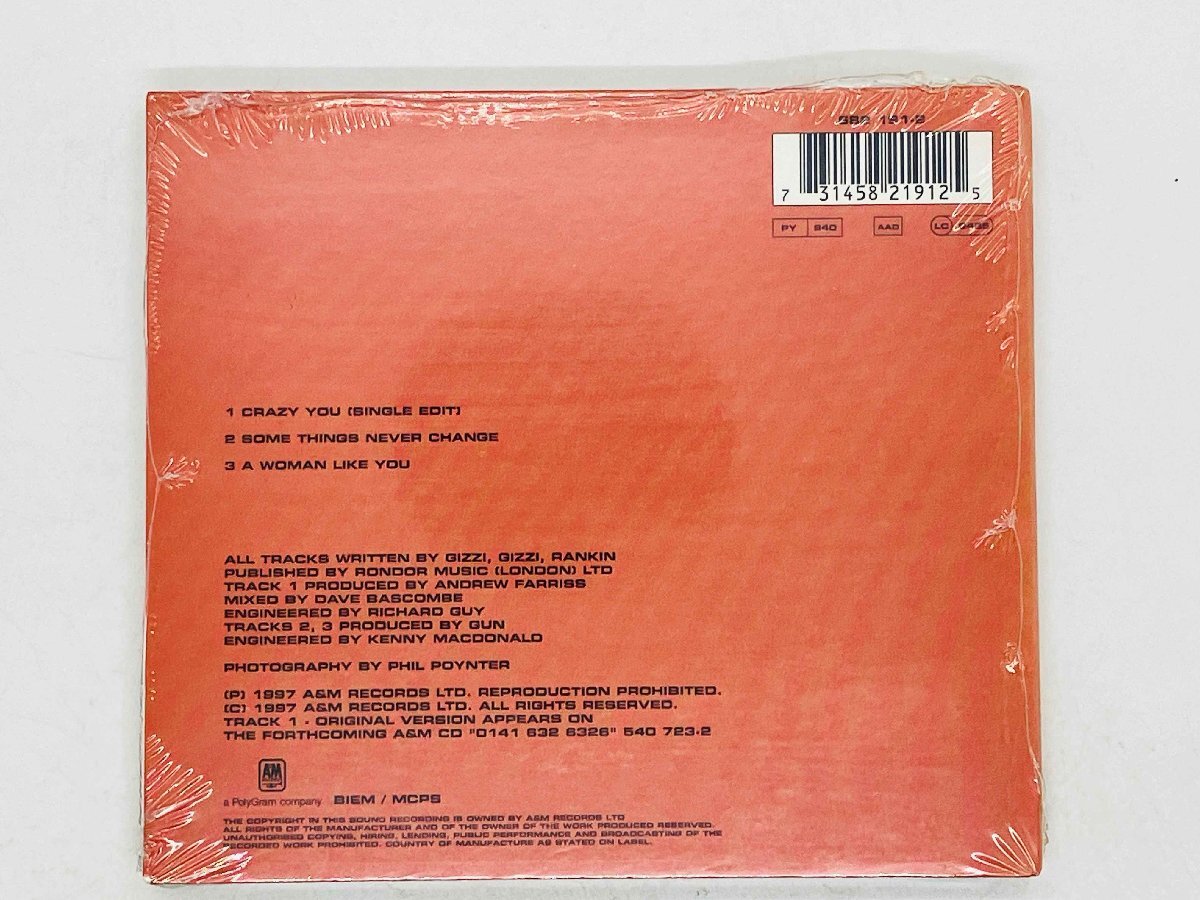 582 191-2
7 31458 21912 5
PY 940 AAD LC 0485
1 CRAZY YOU (SINGLE EDIT)
2 SOME THINGS NEVER CHANGE
3 A WOMAN LIKE YOU
ALL TRACKS WRITTEN BY GIZZI, GIZZI, RANKIN
PUBLISHED BY RONDOR MUSIC (LONDON) LTD
TRACK 1 PRODUCED BY ANDREW FARRISS
MIXED BY DAVE BASCOMBE
ENGINEERED BY RICHARD GUY
TRACKS 2, 3 PRODUCED BY GUN
ENGINEERED BY KENNY MACDONALD
PHOTOGRAPHY BY PHIL POYNTER
(P) 1997 A&M RECORDS LTD. REPRODUCTION PROHIBITED.
(C) 1997 A&M RECORDS LTD. ALL RIGHTS RESERVED.
TRACK 1 - ORIGINAL VERSION APPEARS ON
THE FORTHCOMING A&M CD "0141 632 6326" 540 723-2
A&M
a PolyGram company BIEM / MCPS
THE COPYRIGHT IN THIS SOUND RECORDING IS OWNED BY A&M RECORDS LTD
ALL RIGHTS OF THE MANUFACTURER AND OF THE OWNER OF THE WORK PRODUCED RESERVED.
UNAUTHORISED COPYING, HIRING, LENDING, PUBLIC PERFORMANCE AND BROADCASTING OF THE
RECORDED WORK PROHIBITED. COUNTRY OF MANUFACTURE AS STATED ON LABEL.